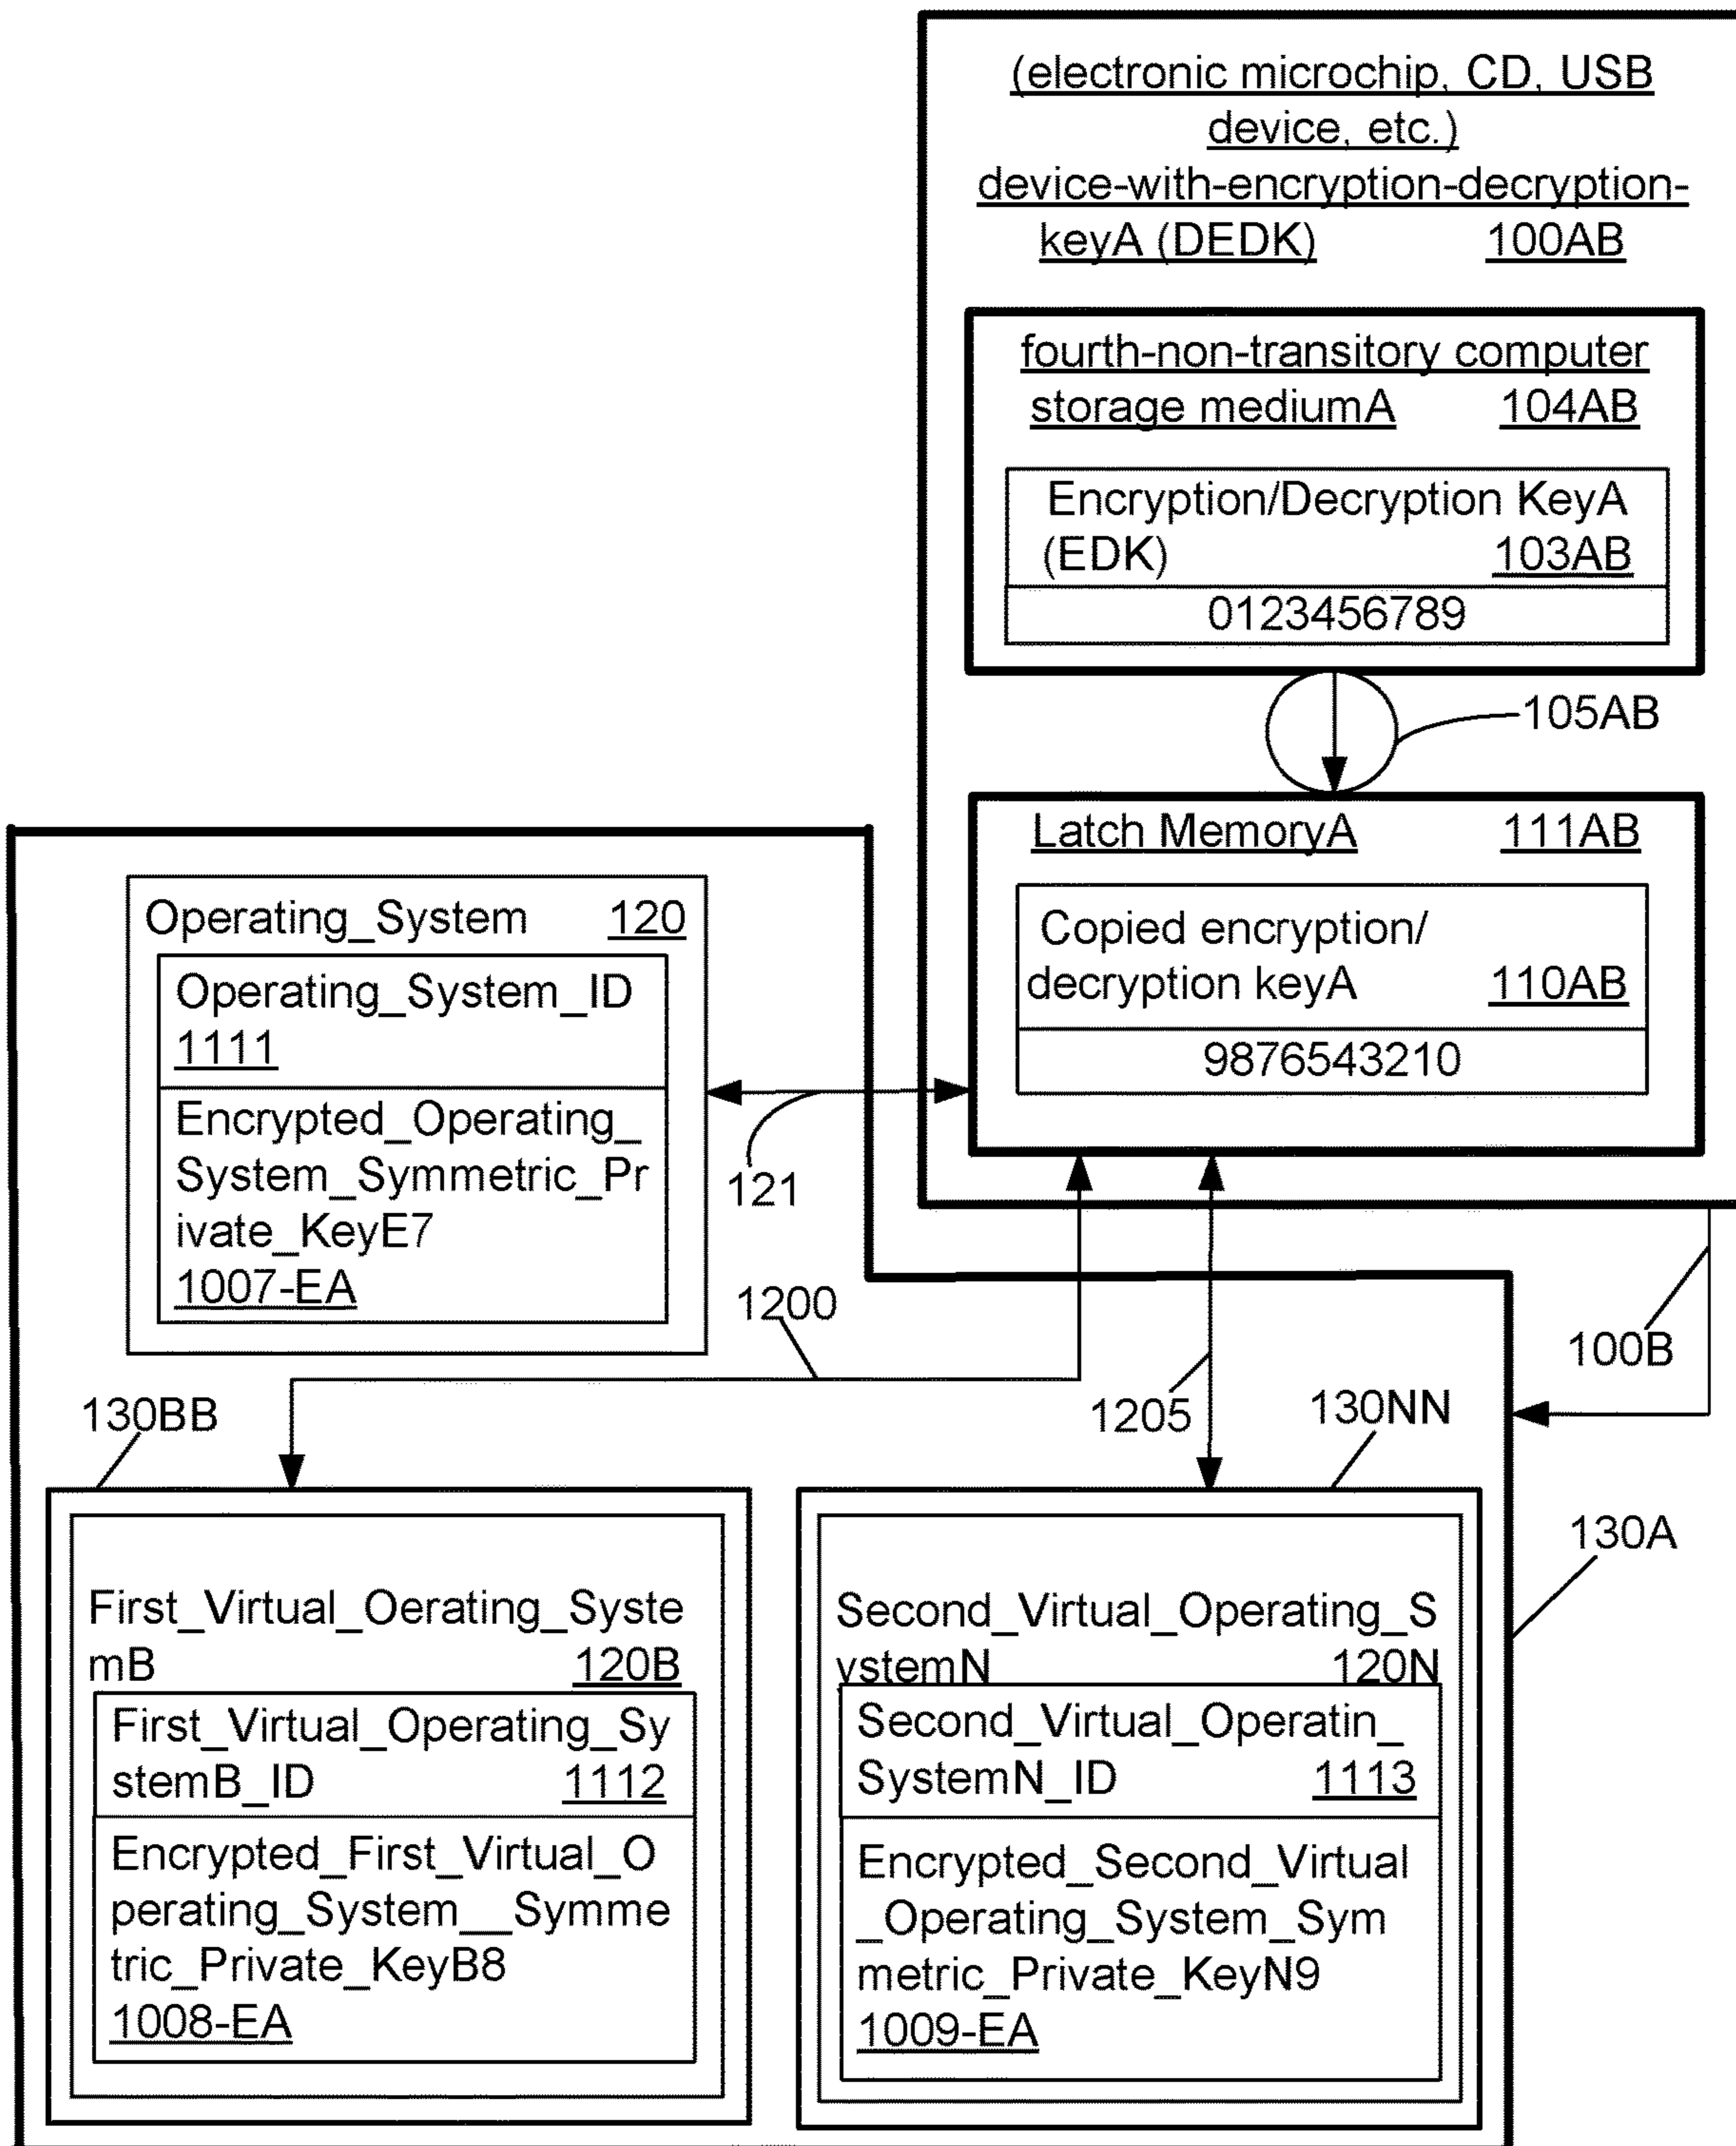 (electronic microchip, CD, USB
device, etc.)
device-with-encryption-decryption-
keyA (DEDK) 100AB
fourth-non-transitory computer
storage mediumA 104AB
Encryption/Decryption KeyA
(EDK) 103AB
0123456789
105AB
Latch MemoryA 111AB
Copied encryption/
decryption keyA 110AB
9876543210
Operating_System 120
Operating_System_ID
1111
Encrypted_Operating_
System_Symmetric_Pr
ivate_KeyE7
1007-EA
121
1200
1205
100B
130BB
130NN
130A
First_Virtual_Oerating_Syste
mB 120B
First_Virtual_Operating_Sy
stemB_ID 1112
Encrypted_First_Virtual_O
perating_System__Symme
tric_Private_KeyB8
1008-EA
Second_Virtual_Operating_S
ystemN 120N
Second_Virtual_Operatin_
SystemN_ID 1113
Encrypted_Second_Virtual
_Operating_System_Sym
metric_Private_KeyN9
1009-EA